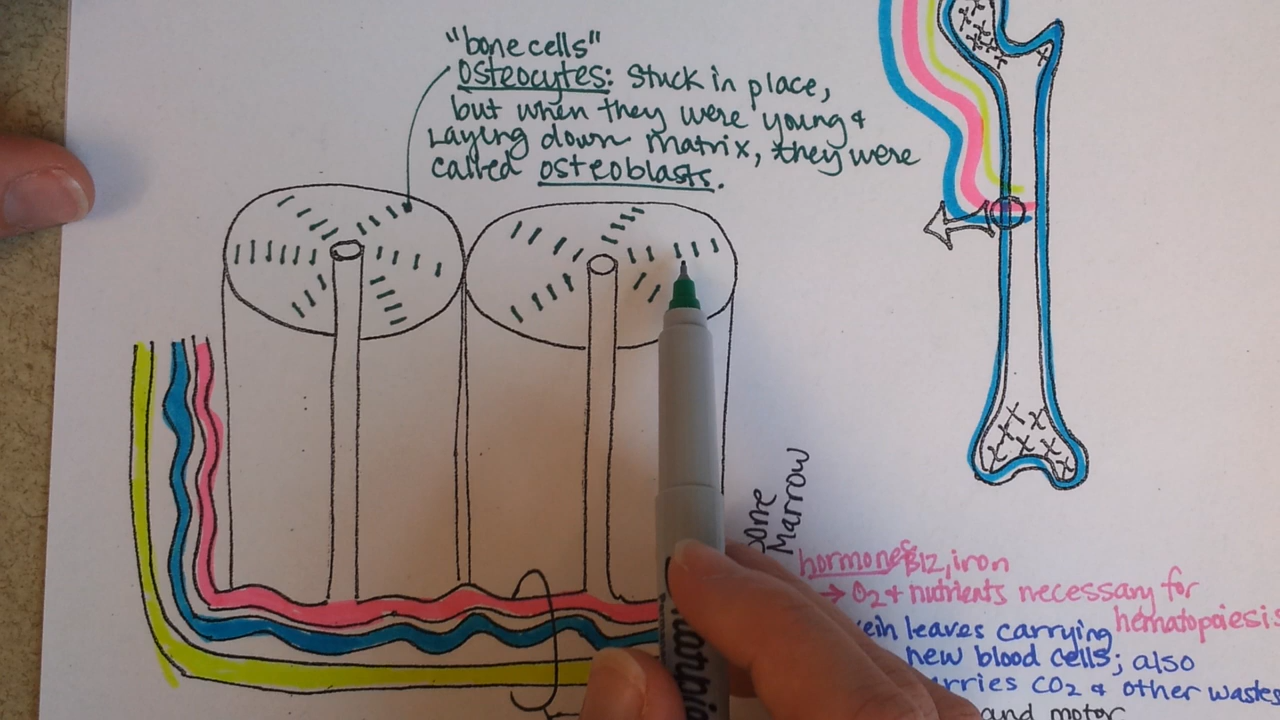 "bone cells"
Osteocytes: Stuck in place,
but when they were young +
Laying down matrix, they were
called osteoblasts.
Bone
Marrow
hormones B12, iron
→ O2 + nutrients necessary for
hematopoiesis
vein leaves carrying
new blood cells; also
carries CO2 + other wastes
and motor